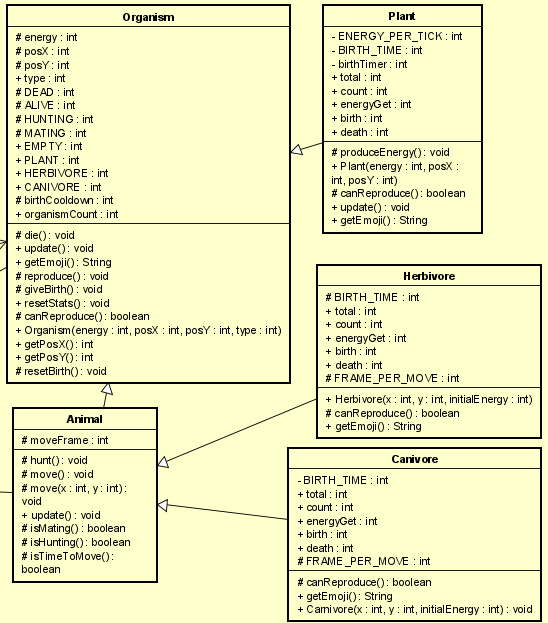 Organism
# energy : int
# posX : int
# posY : int
+ type : int
# DEAD : int
# ALIVE : int
# HUNTING : int
# MATING : int
+ EMPTY : int
+ PLANT : int
+ HERBIVORE : int
+ CANIVORE : int
# birthCooldown : int
+ organismCount : int
# die() : void
+ update() : void
+ getEmoji() : String
# reproduce() : void
# giveBirth() : void
+ resetStats() : void
# canReproduce() : boolean
+ Organism(energy : int, posX : int, posY : int, type : int)
+ getPosX() : int
+ getPosY() : int
# resetBirth() : void
Plant
- ENERGY_PER_TICK : int
- BIRTH_TIME : int
- birthTimer : int
+ total : int
+ count : int
+ energyGet : int
+ birth : int
+ death : int
# produceEnergy() : void
+ Plant(energy : int, posX :
int, posY : int)
# canReproduce() : boolean
+ update() : void
+ getEmoji() : String
Herbivore
# BIRTH_TIME : int
+ total : int
+ count : int
+ energyGet : int
+ birth : int
+ death : int
# FRAME_PER_MOVE : int
+ Herbivore(x : int, y : int, initialEnergy : int)
# canReproduce() : boolean
+ getEmoji() : String
Animal
# moveFrame : int
# hunt() : void
# move() : void
# move(x : int, y : int) :
void
+ update() : void
# isMating() : boolean
# isHunting() : boolean
# isTimeToMove() :
boolean
Canivore
- BIRTH_TIME : int
+ total : int
+ count : int
+ energyGet : int
+ birth : int
+ death : int
# FRAME_PER_MOVE : int
# canReproduce() : boolean
+ getEmoji() : String
+ Carnivore(x : int, y : int, initialEnergy : int) : void